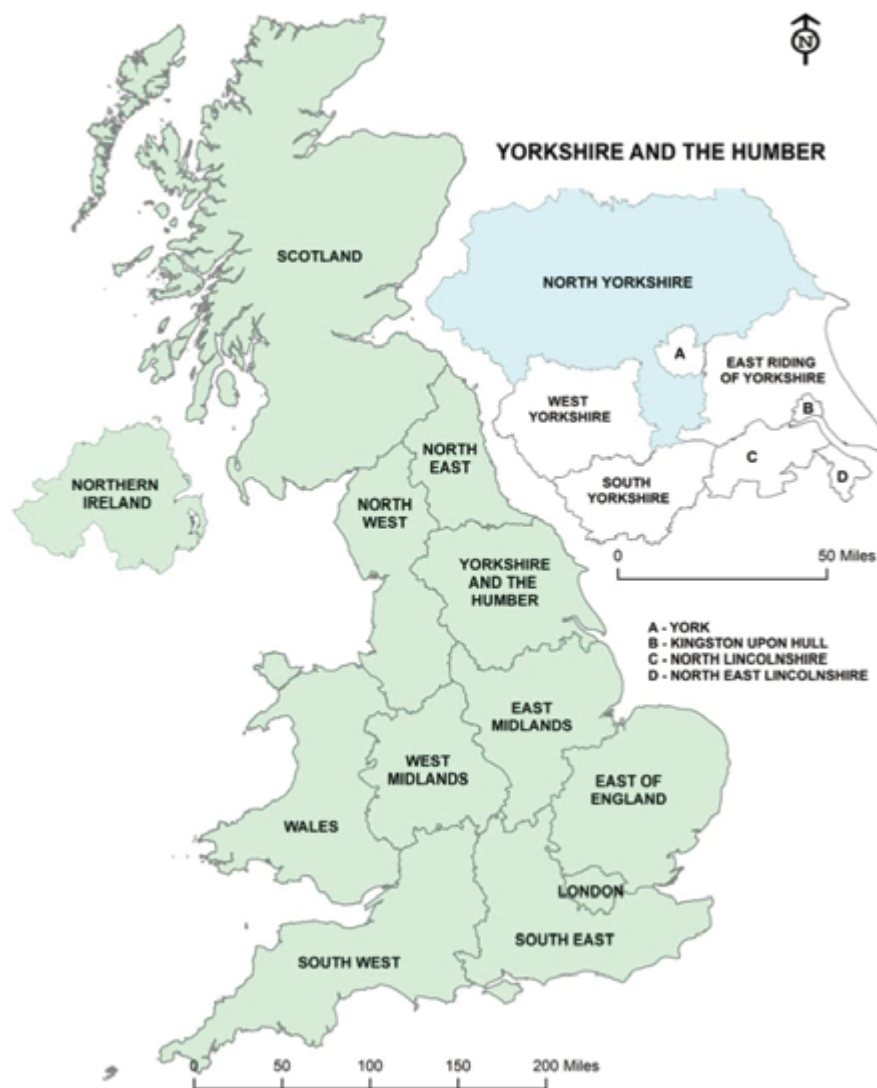 N
YORKSHIRE AND THE HUMBER
SCOTLAND
NORTH YORKSHIRE
A
EAST RIDING
OF YORKSHIRE
WEST
YORKSHIRE
B
C
D
SOUTH
YORKSHIRE
0 50 Miles
NORTH
EAST
NORTHERN
IRELAND
NORTH
WEST
YORKSHIRE
AND THE
HUMBER
A - YORK
B - KINGSTON UPON HULL
C - NORTH LINCOLNSHIRE
D - NORTH EAST LINCOLNSHIRE
EAST
MIDLANDS
WEST
MIDLANDS
EAST OF
ENGLAND
WALES
LONDON
SOUTH EAST
SOUTH WEST
0 50 100 150 200 Miles